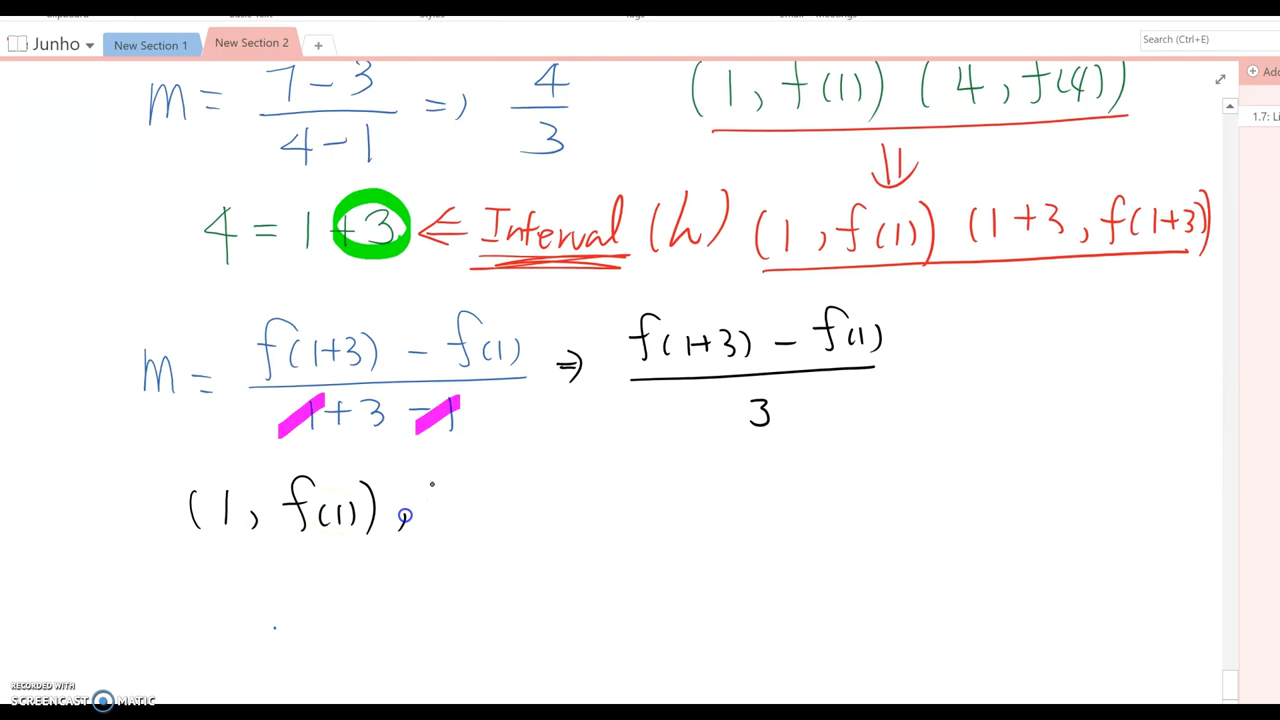 Junho
New Section 1
New Section 2
+
Search (Ctrl+E)
m = 7 - 3 / 4 - 1 => 4 / 3
(1, f(1)) (4, f(4))
4 = 1 + 3 ⇐ Interval (h) (1, f(1)) (1+3, f(1+3))
m = f(1+3) - f(1) / 1 + 3 - 1 ⇒ f(1+3) - f(1) / 3
(1, f(1)),
RECORDED WITH
SCREENCAST MATIC
Add
1.7: Li